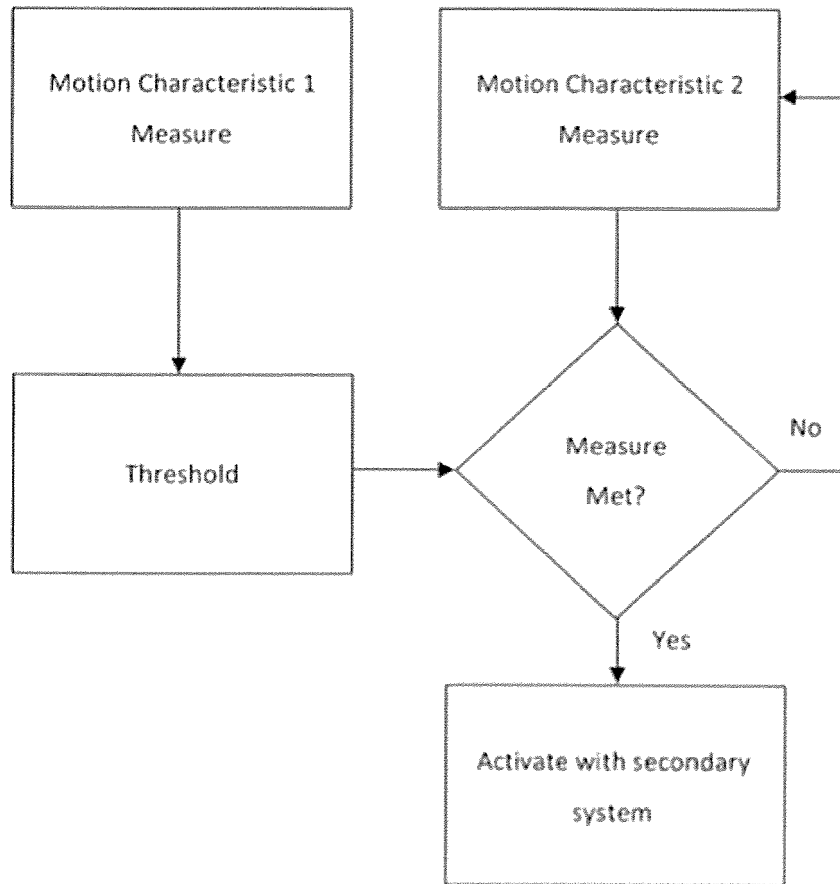 Motion Characteristic 1
Measure
Motion Characteristic 2
Measure
Threshold
Measure
Met?
No
Yes
Activate with secondary
system